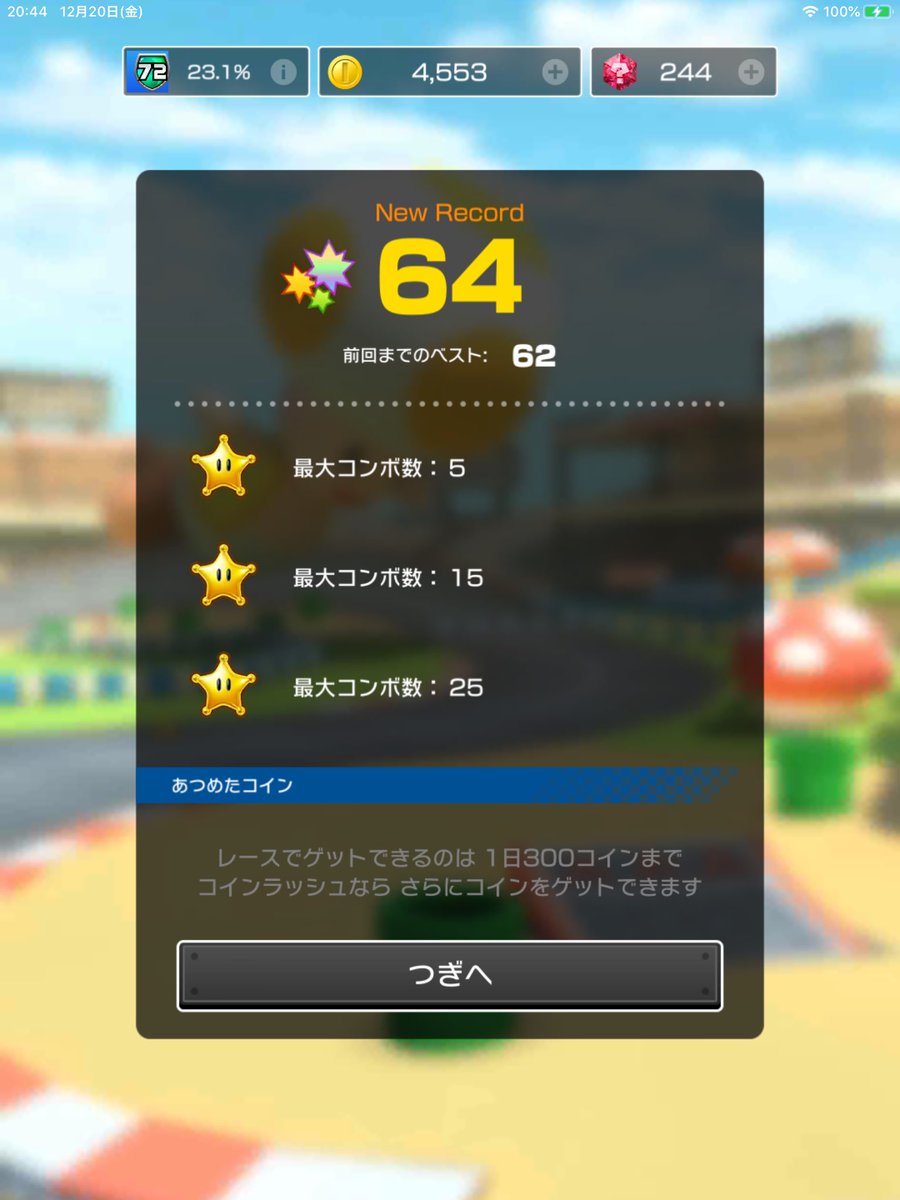 20:44 12月20日(金) 100%
72 23.1% i 4,553 + ? 244 +
New Record
64
前回までのベスト: 62
最大コンボ数：5
最大コンボ数：15
最大コンボ数：25
あつめたコイン
レースでゲットできるのは 1日300コインまで
コインラッシュなら さらにコインをゲットできます
つぎへ